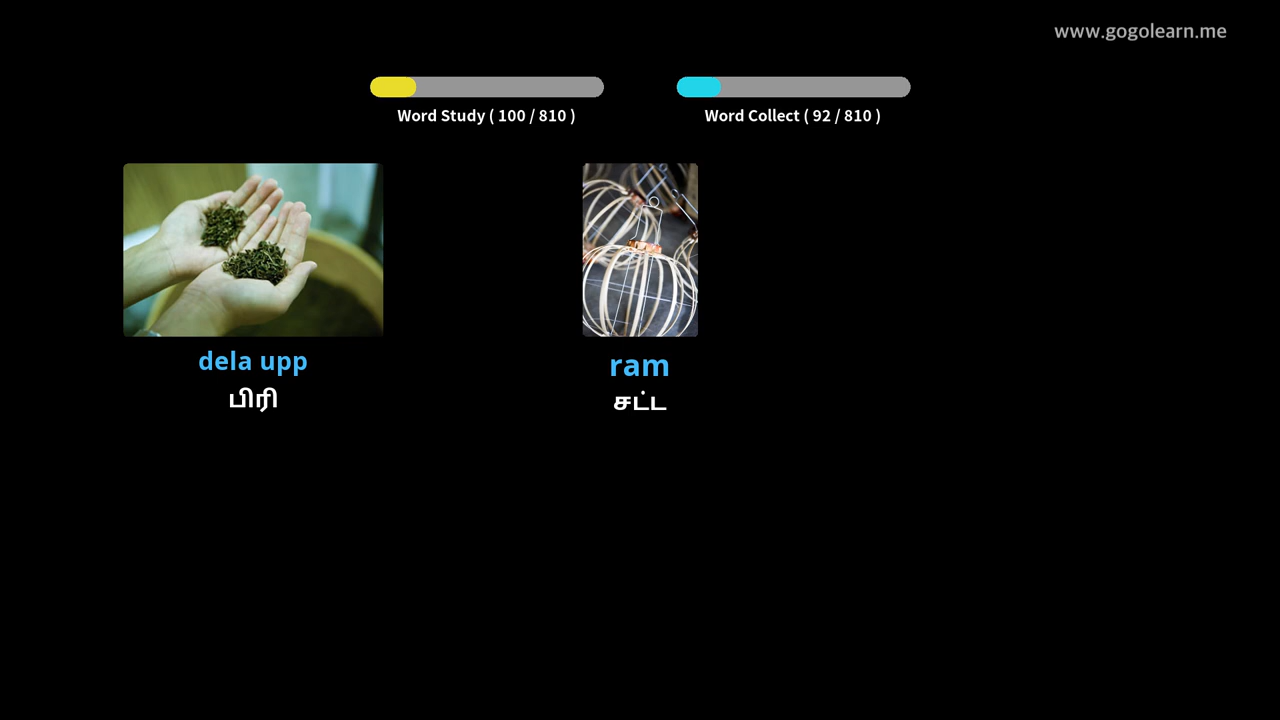 www.gogolearn.me
Word Study ( 100 / 810 )
Word Collect ( 92 / 810 )
dela upp
பிரி
ram
சட்ட